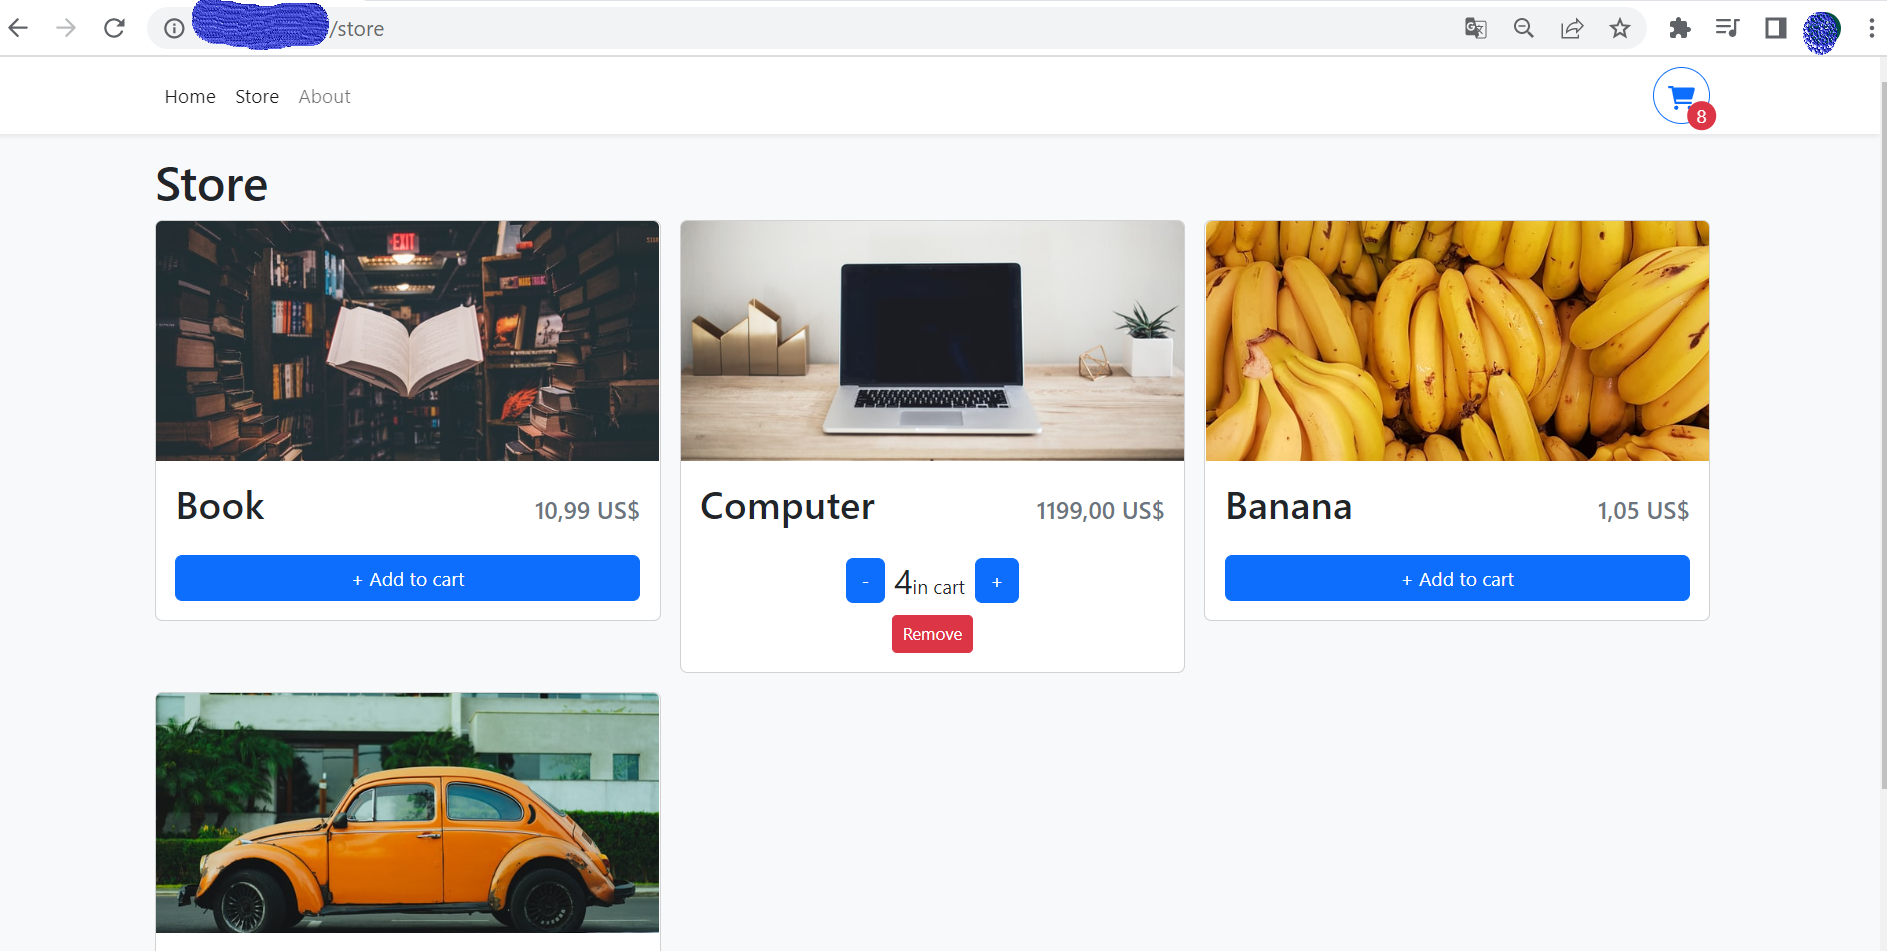 /store
Home Store About
8
Store
EXIT
Book 10,99 US$
+ Add to cart
Computer 1199,00 US$
- 4in cart +
Remove
Banana 1,05 US$
+ Add to cart